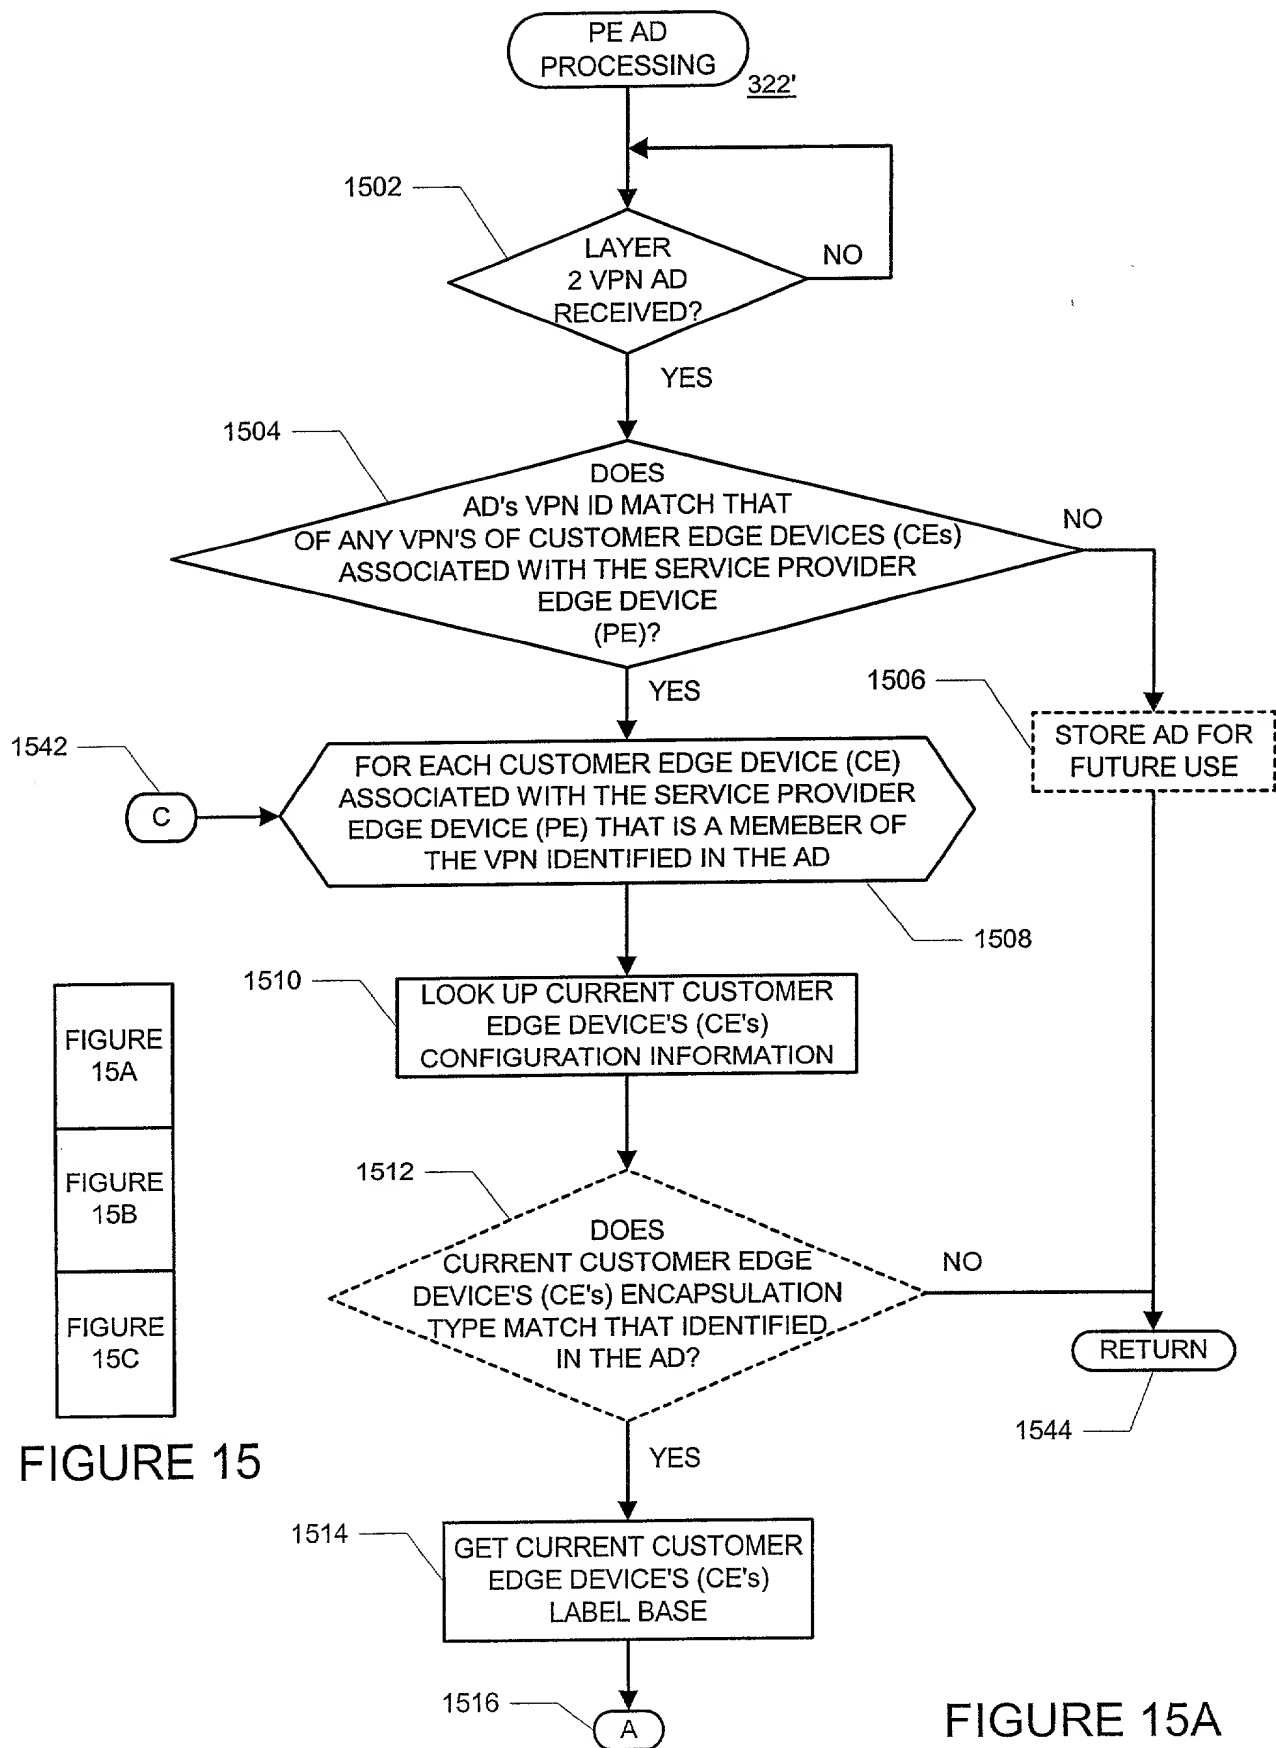 PE AD
PROCESSING
322'
1502
LAYER
2 VPN AD
RECEIVED?
NO
YES
1504
DOES
AD's VPN ID MATCH THAT
OF ANY VPN'S OF CUSTOMER EDGE DEVICES (CEs)
ASSOCIATED WITH THE SERVICE PROVIDER
EDGE DEVICE
(PE)?
NO
YES
1506
STORE AD FOR
FUTURE USE
1542
C
FOR EACH CUSTOMER EDGE DEVICE (CE)
ASSOCIATED WITH THE SERVICE PROVIDER
EDGE DEVICE (PE) THAT IS A MEMEBER OF
THE VPN IDENTIFIED IN THE AD
1508
1510
LOOK UP CURRENT CUSTOMER
EDGE DEVICE'S (CE's)
CONFIGURATION INFORMATION
FIGURE
15A
FIGURE
15B
FIGURE
15C
FIGURE 15
1512
DOES
CURRENT CUSTOMER EDGE
DEVICE'S (CE's) ENCAPSULATION
TYPE MATCH THAT IDENTIFIED
IN THE AD?
NO
YES
RETURN
1544
1514
GET CURRENT CUSTOMER
EDGE DEVICE'S (CE's)
LABEL BASE
1516
A
FIGURE 15A